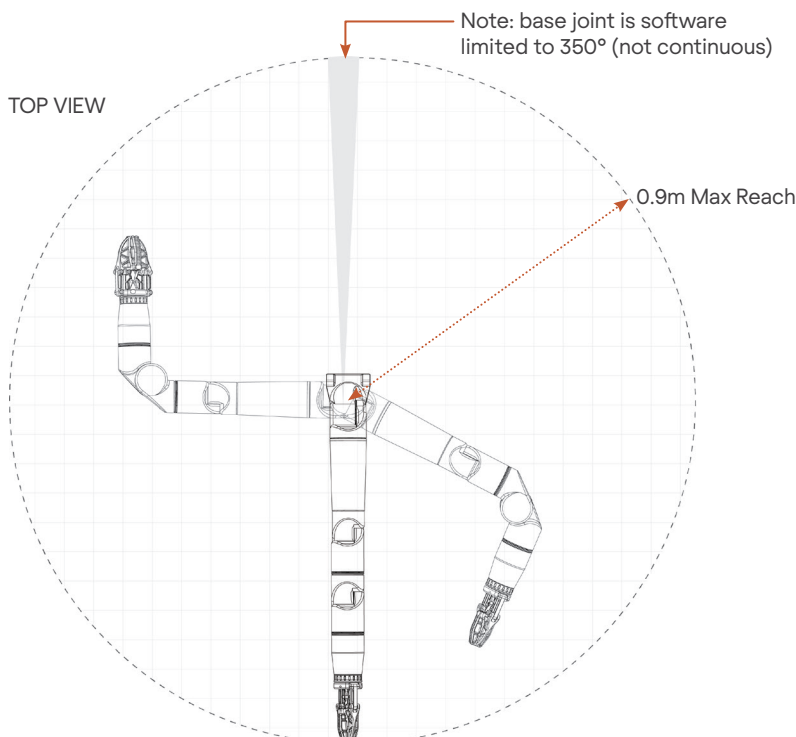 Note: base joint is software
limited to 350° (not continuous)
TOP VIEW
0.9m Max Reach